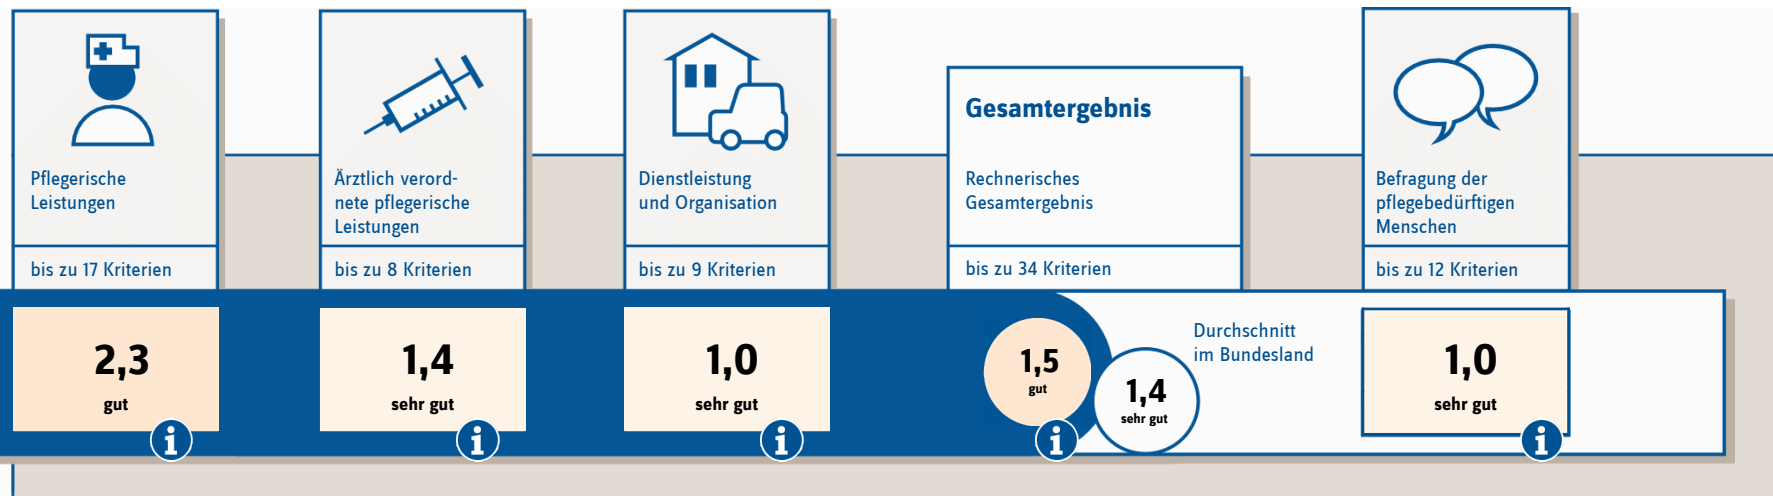 Pflegerische
Leistungen
bis zu 17 Kriterien
2,3
gut
i
Ärztlich verord-
nete pflegerische
Leistungen
bis zu 8 Kriterien
1,4
sehr gut
i
Dienstleistung
und Organisation
bis zu 9 Kriterien
1,0
sehr gut
i
Gesamtergebnis
Rechnerisches
Gesamtergebnis
bis zu 34 Kriterien
1,5
gut
i
1,4
sehr gut
Durchschnitt
im Bundesland
Befragung der
pflegebedürftigen
Menschen
bis zu 12 Kriterien
1,0
sehr gut
i